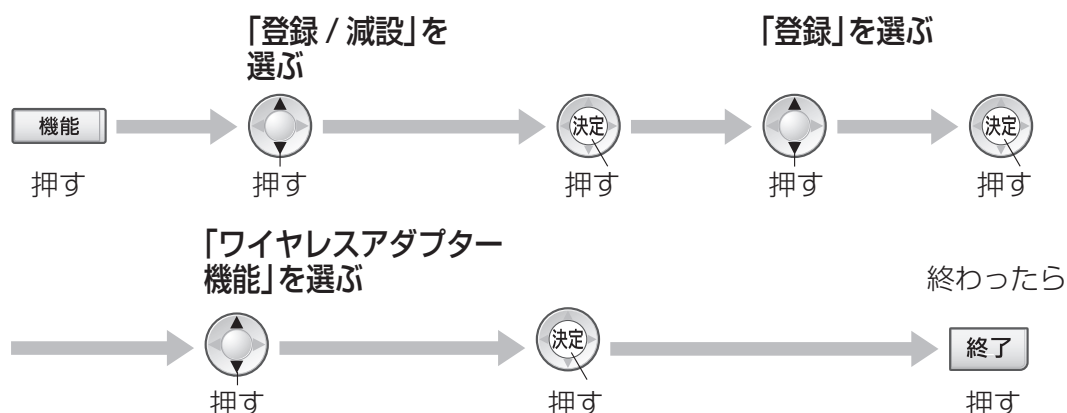 「登録 / 減設」を
選ぶ
「登録」を選ぶ
機能
決定
決定
押す
押す
押す
押す
押す
「ワイヤレスアダプター
機能」を選ぶ
終わったら
決定
終了
押す
押す
押す